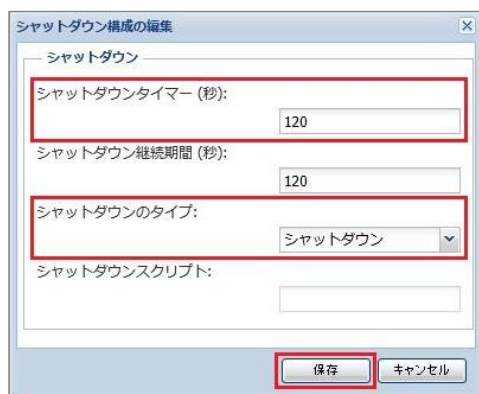 シャットダウン構成の編集
シャットダウン
シャットダウンタイマー (秒):
120
シャットダウン継続期間 (秒):
120
シャットダウンのタイプ:
シャットダウン
シャットダウンスクリプト:
保存 キャンセル